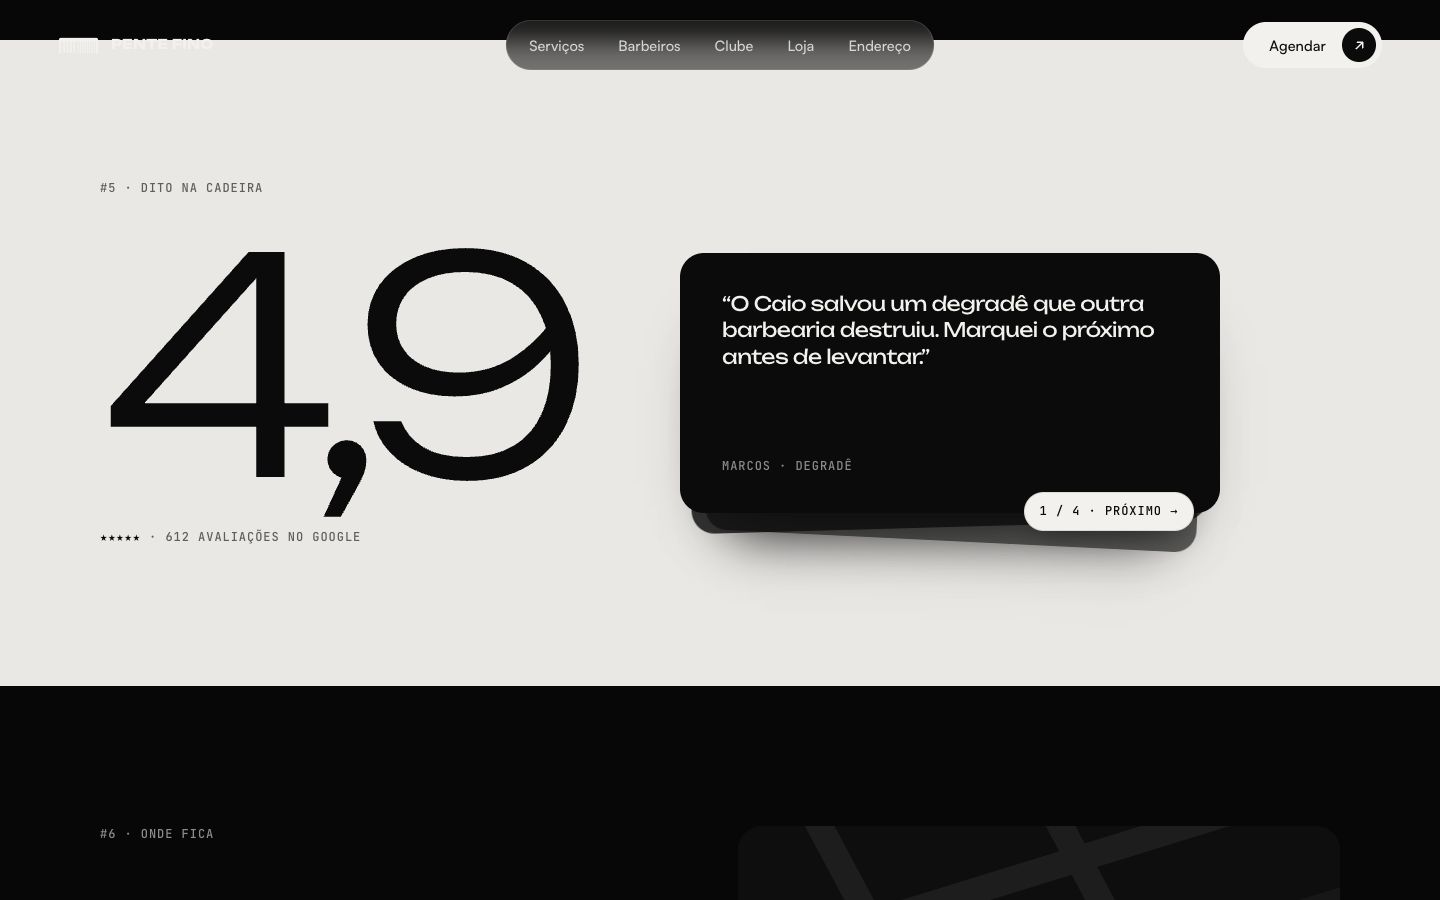 PENTE FINO
Serviços
Barbeiros
Clube
Loja
Endereço
Agendar
#5 · DITO NA CADEIRA
4,9
★★★★★ · 612 AVALIAÇÕES NO GOOGLE
“O Caio salvou um degradê que outra
barbearia destruiu. Marquei o próximo
antes de levantar.”
MARCOS · DEGRADÊ
1 / 4 · PRÓXIMO →
#6 · ONDE FICA